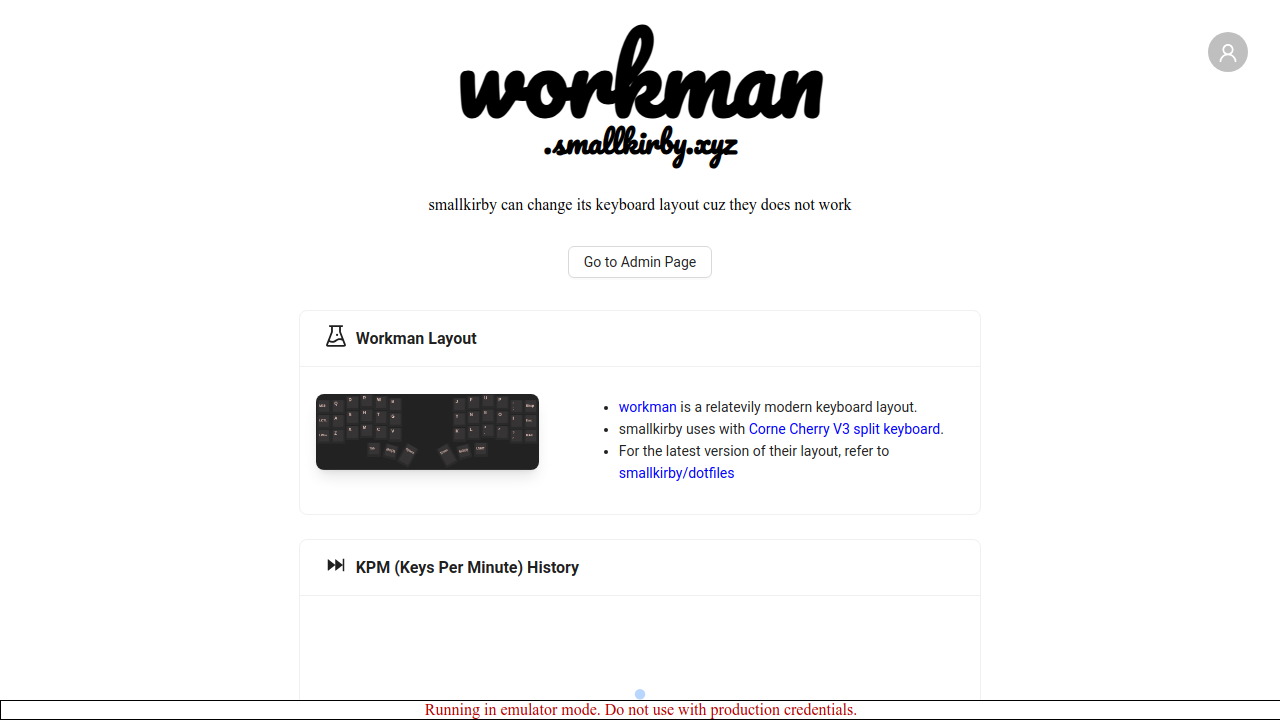 workman
.smallkirby.xyz
smallkirby can change its keyboard layout cuz they does not work
Go to Admin Page
Workman Layout
workman is a relatevily modern keyboard layout.
smallkirby uses with Corne Cherry V3 split keyboard.
For the latest version of their layout, refer to
smallkirby/dotfiles
KPM (Keys Per Minute) History
Running in emulator mode. Do not use with production credentials.